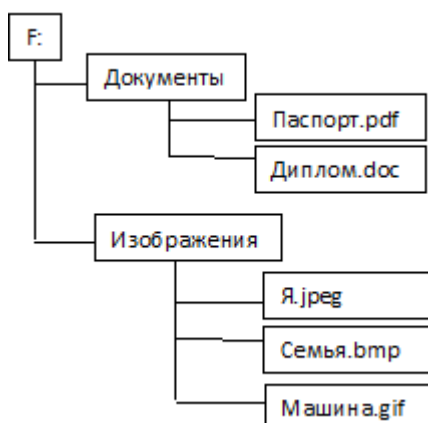 F:
Документы
Паспорт.pdf
Диплом.doc
Изображения
Я.jpeg
Семья.bmp
Машина.gif